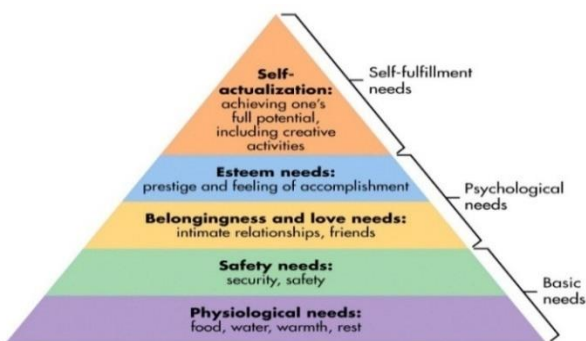 Self-
actualization:
achieving one's
full potential,
including creative
activities
Self-fulfillment
needs
Esteem needs:
prestige and feeling of accomplishment
Belongingness and love needs:
intimate relationships, friends
Psychological
needs
Safety needs:
security, safety
Physiological needs:
food, water, warmth, rest
Basic
needs